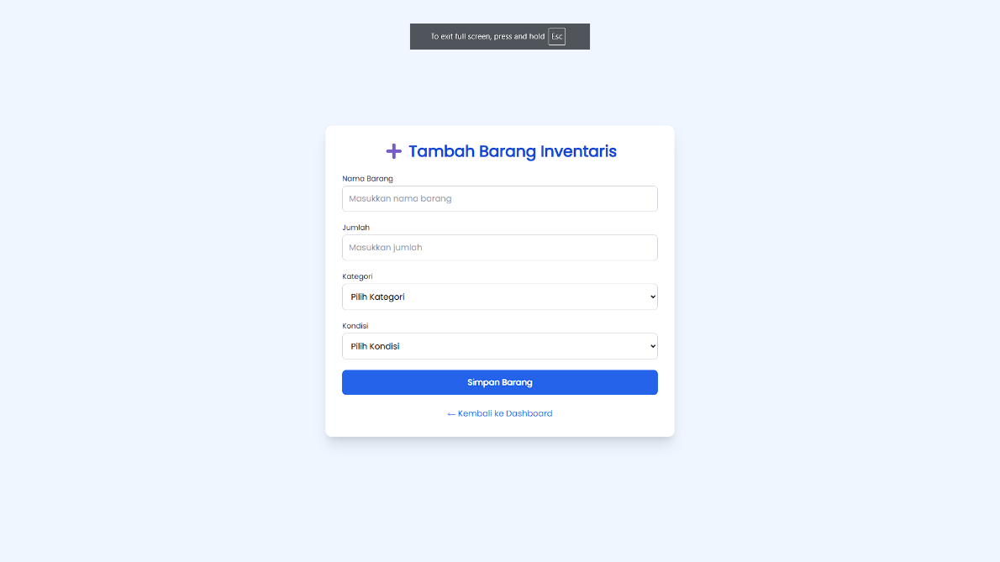 To exit full screen, press and hold Esc
Tambah Barang Inventaris
Nama Barang
Masukkan nama barang
Jumlah
Masukkan jumlah
Kategori
Pilih Kategori
Kondisi
Pilih Kondisi
Simpan Barang
← Kembali ke Dashboard